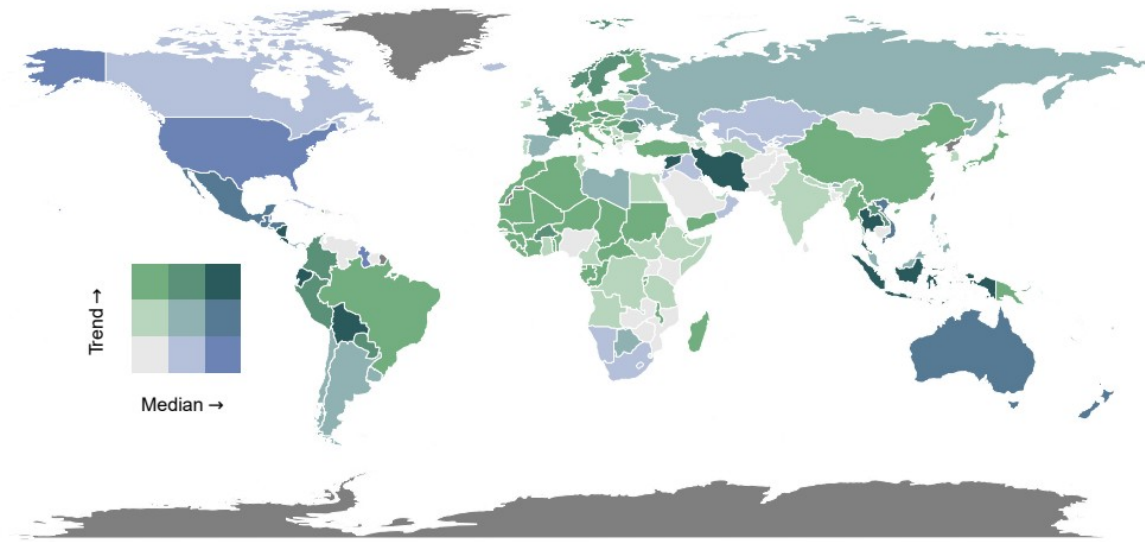 Trend →
Median →